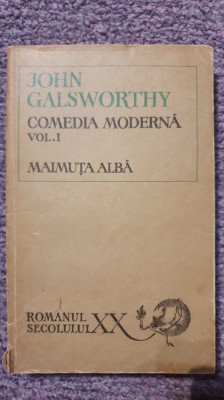 JOHN
GALSWORTHY
COMEDIA MODERNĂ
VOL. I
MAIMUȚA ALBĂ
ROMANUL
SECOLULUI XX